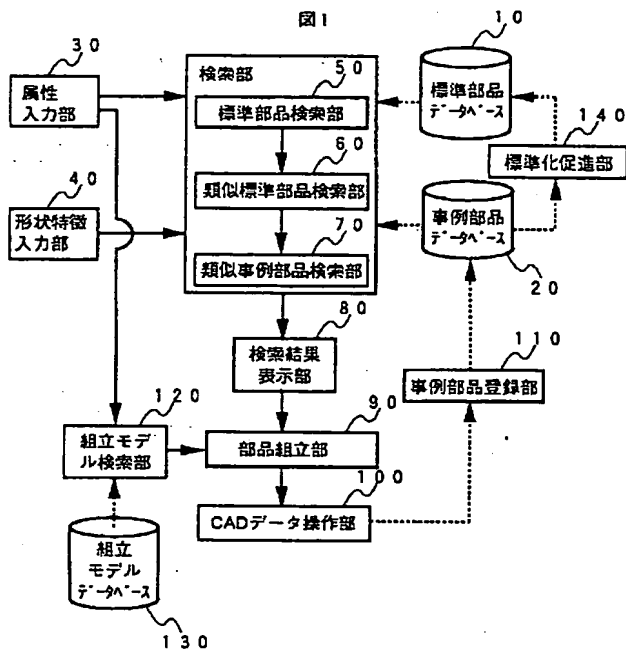 図1
30
属性
入力部
40
形状特徴
入力部
検索部
50
標準部品検索部
60
類似標準部品検索部
70
類似事例部品検索部
10
標準部品
データベース
140
標準化促進部
事例部品
データベース
20
80
検索結果
表示部
110
事例部品登録部
120
組立モデ
ル検索部
90
部品組立部
100
CADデータ操作部
組立
モデル
データベース
130